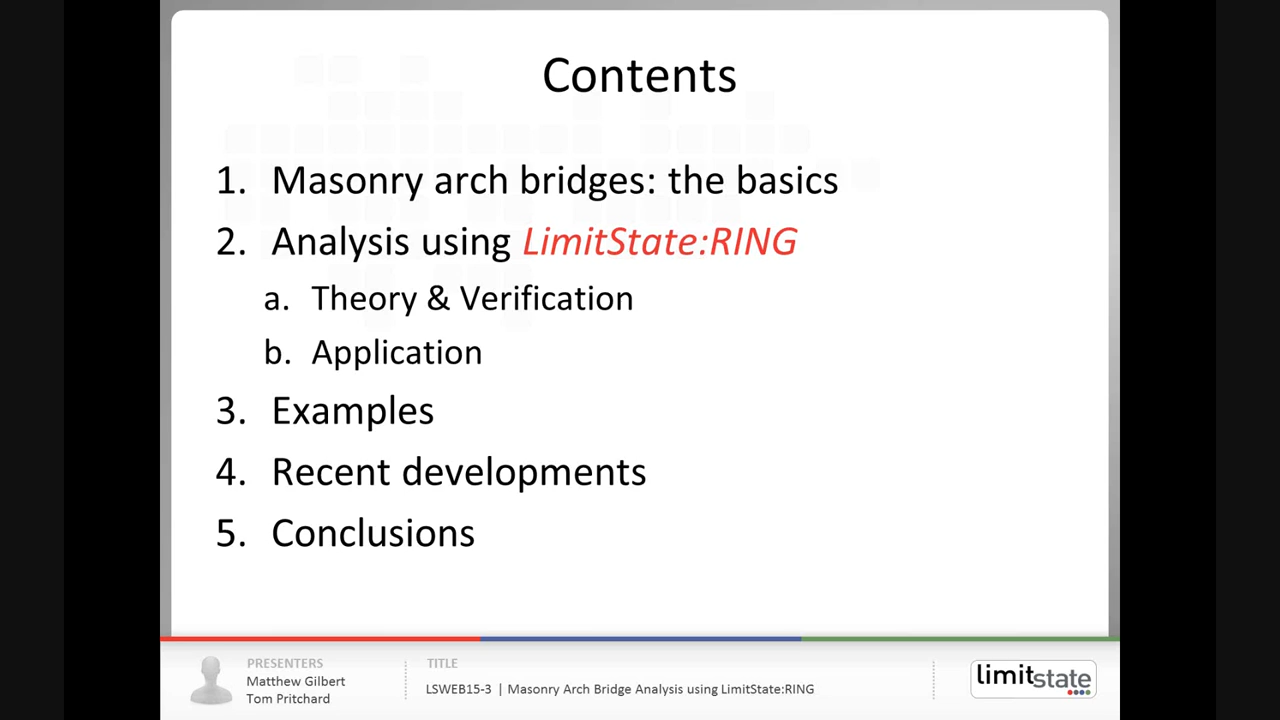 Contents
1. Masonry arch bridges: the basics
2. Analysis using LimitState:RING
a. Theory & Verification
b. Application
3. Examples
4. Recent developments
5. Conclusions
PRESENTERS
Matthew Gilbert
Tom Pritchard
TITLE
LSWEB15-3 | Masonry Arch Bridge Analysis using LimitState:RING
limitstate